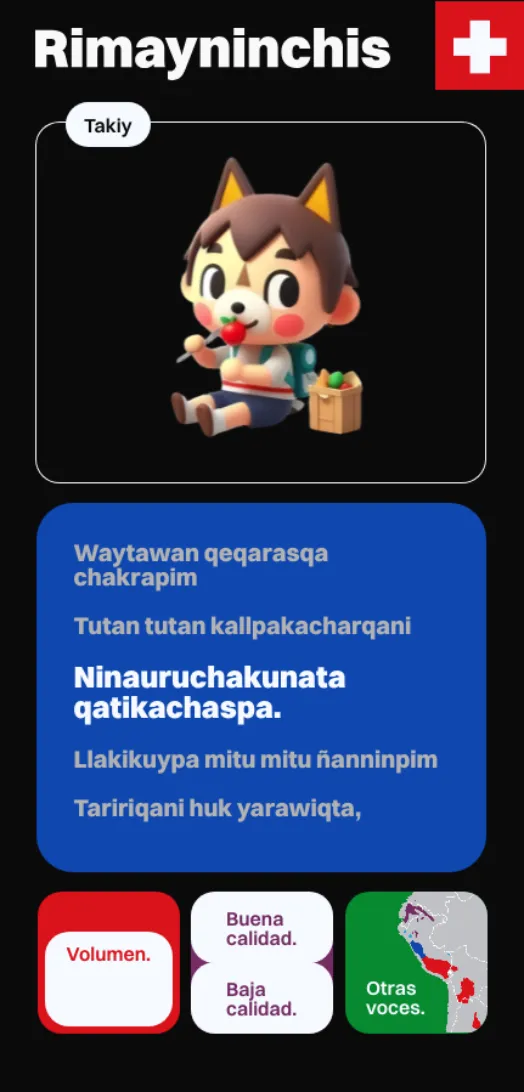 Rimayninchis
Takiy
Waytawan qeqarasqa
chakrapim
Tutan tutan kallpakacharqani
Ninauruchakunata
qatikachaspa.
Llakikuypa mitu mitu ñanninpim
Taririqani huk yarawiqta,
Volumen.
Buena
calidad.
Baja
calidad.
Otras
voces.